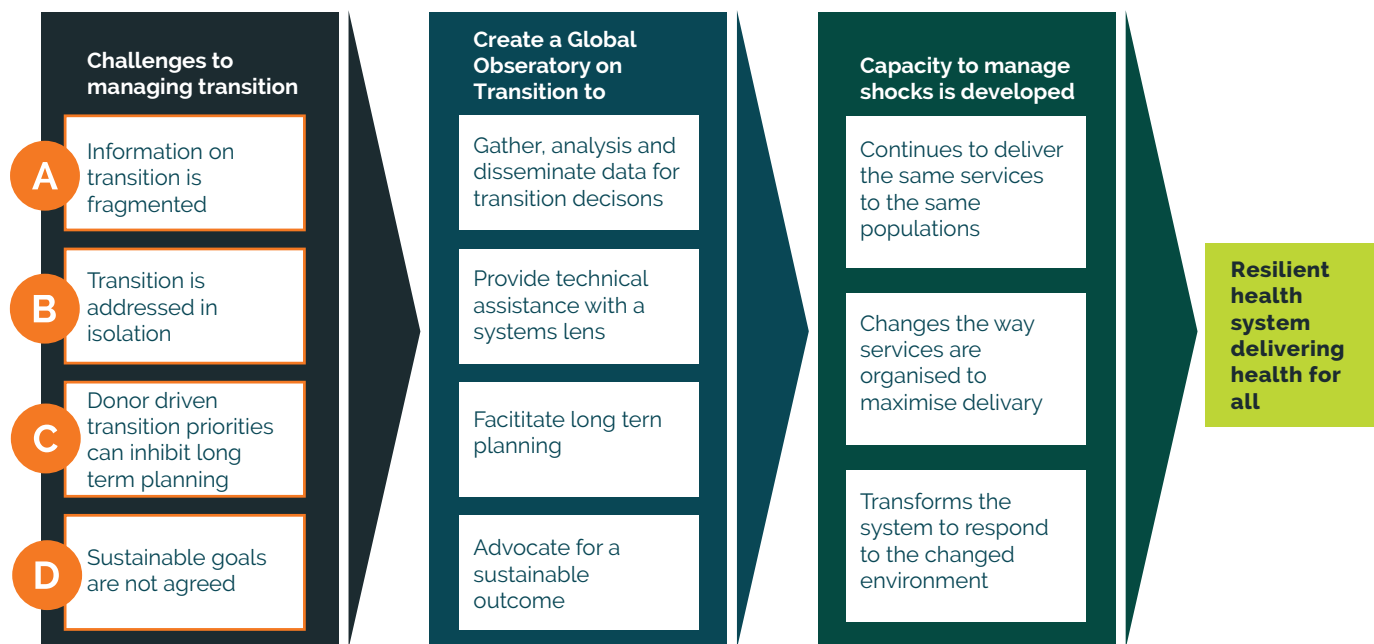 Challenges to
managing transition
A
Information on
transition is
fragmented
B
Transition is
addressed in
isolation
C
Donor driven
transition priorities
can inhibit long
term planning
D
Sustainable goals
are not agreed
Create a Global
Obseratory on
Transition to
Gather, analysis and
disseminate data for
transition decisons
Provide technical
assistance with a
systems lens
Facititate long tern
planning
Advocate for a
sustainable
outcome
Capacity to manage
shocks is developed
Continues to deliver
the same services
to the same
populations
Changes the way
services are
organised to
maximise delivary
Transforms the
system to respond
to the changed
environment
Resilient
health
system
delivering
health for
all